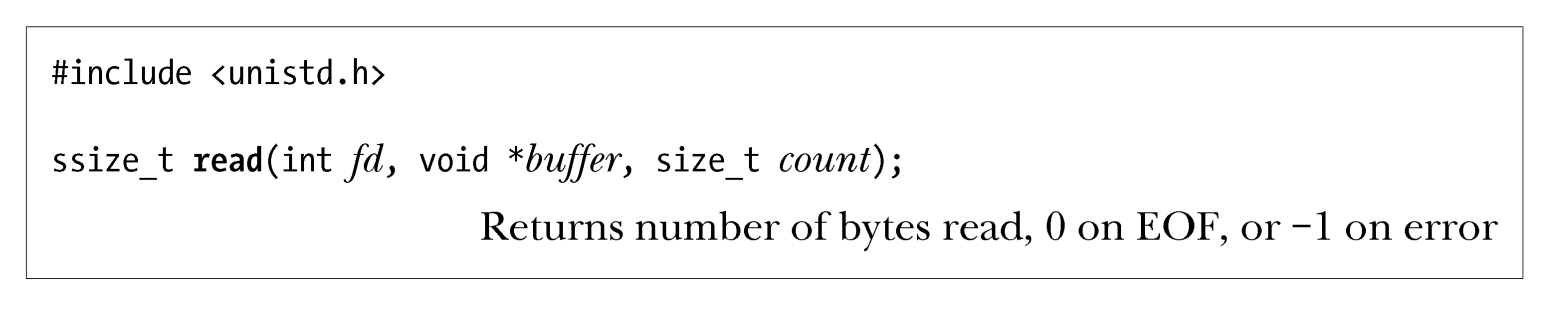 #include <unistd.h>
ssize_t read(int fd, void *buffer, size_t count);
Returns number of bytes read, 0 on EOF, or −1 on error